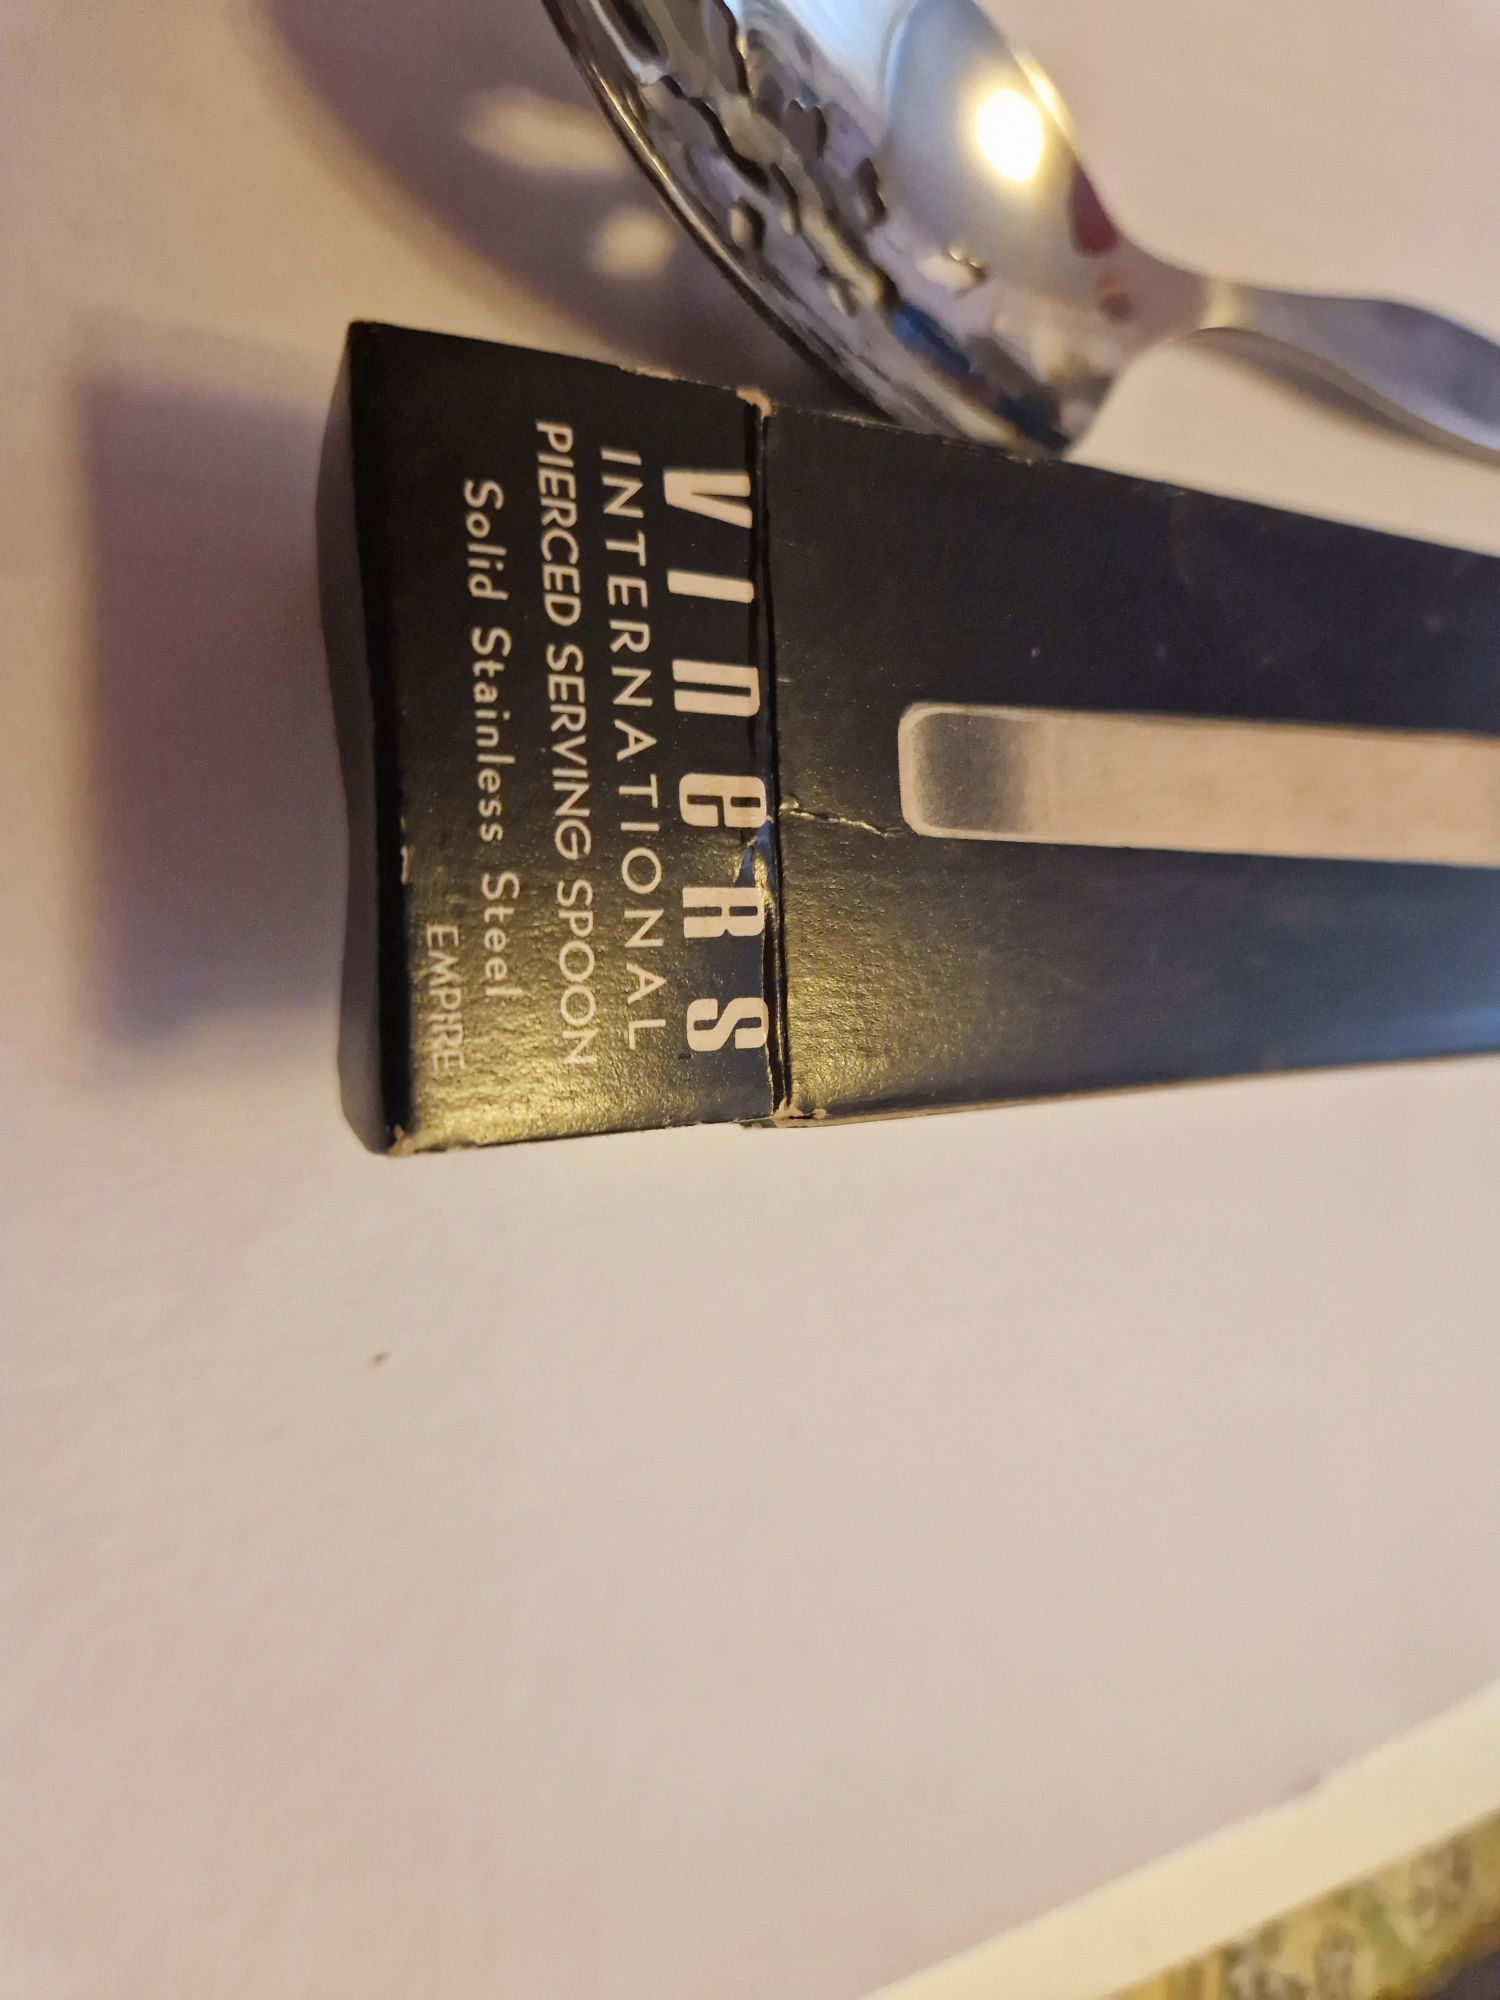 VINERS
INTERNATIONAL
PIERCED SERVING SPOON
Solid Stainless Steel
EMPIRE